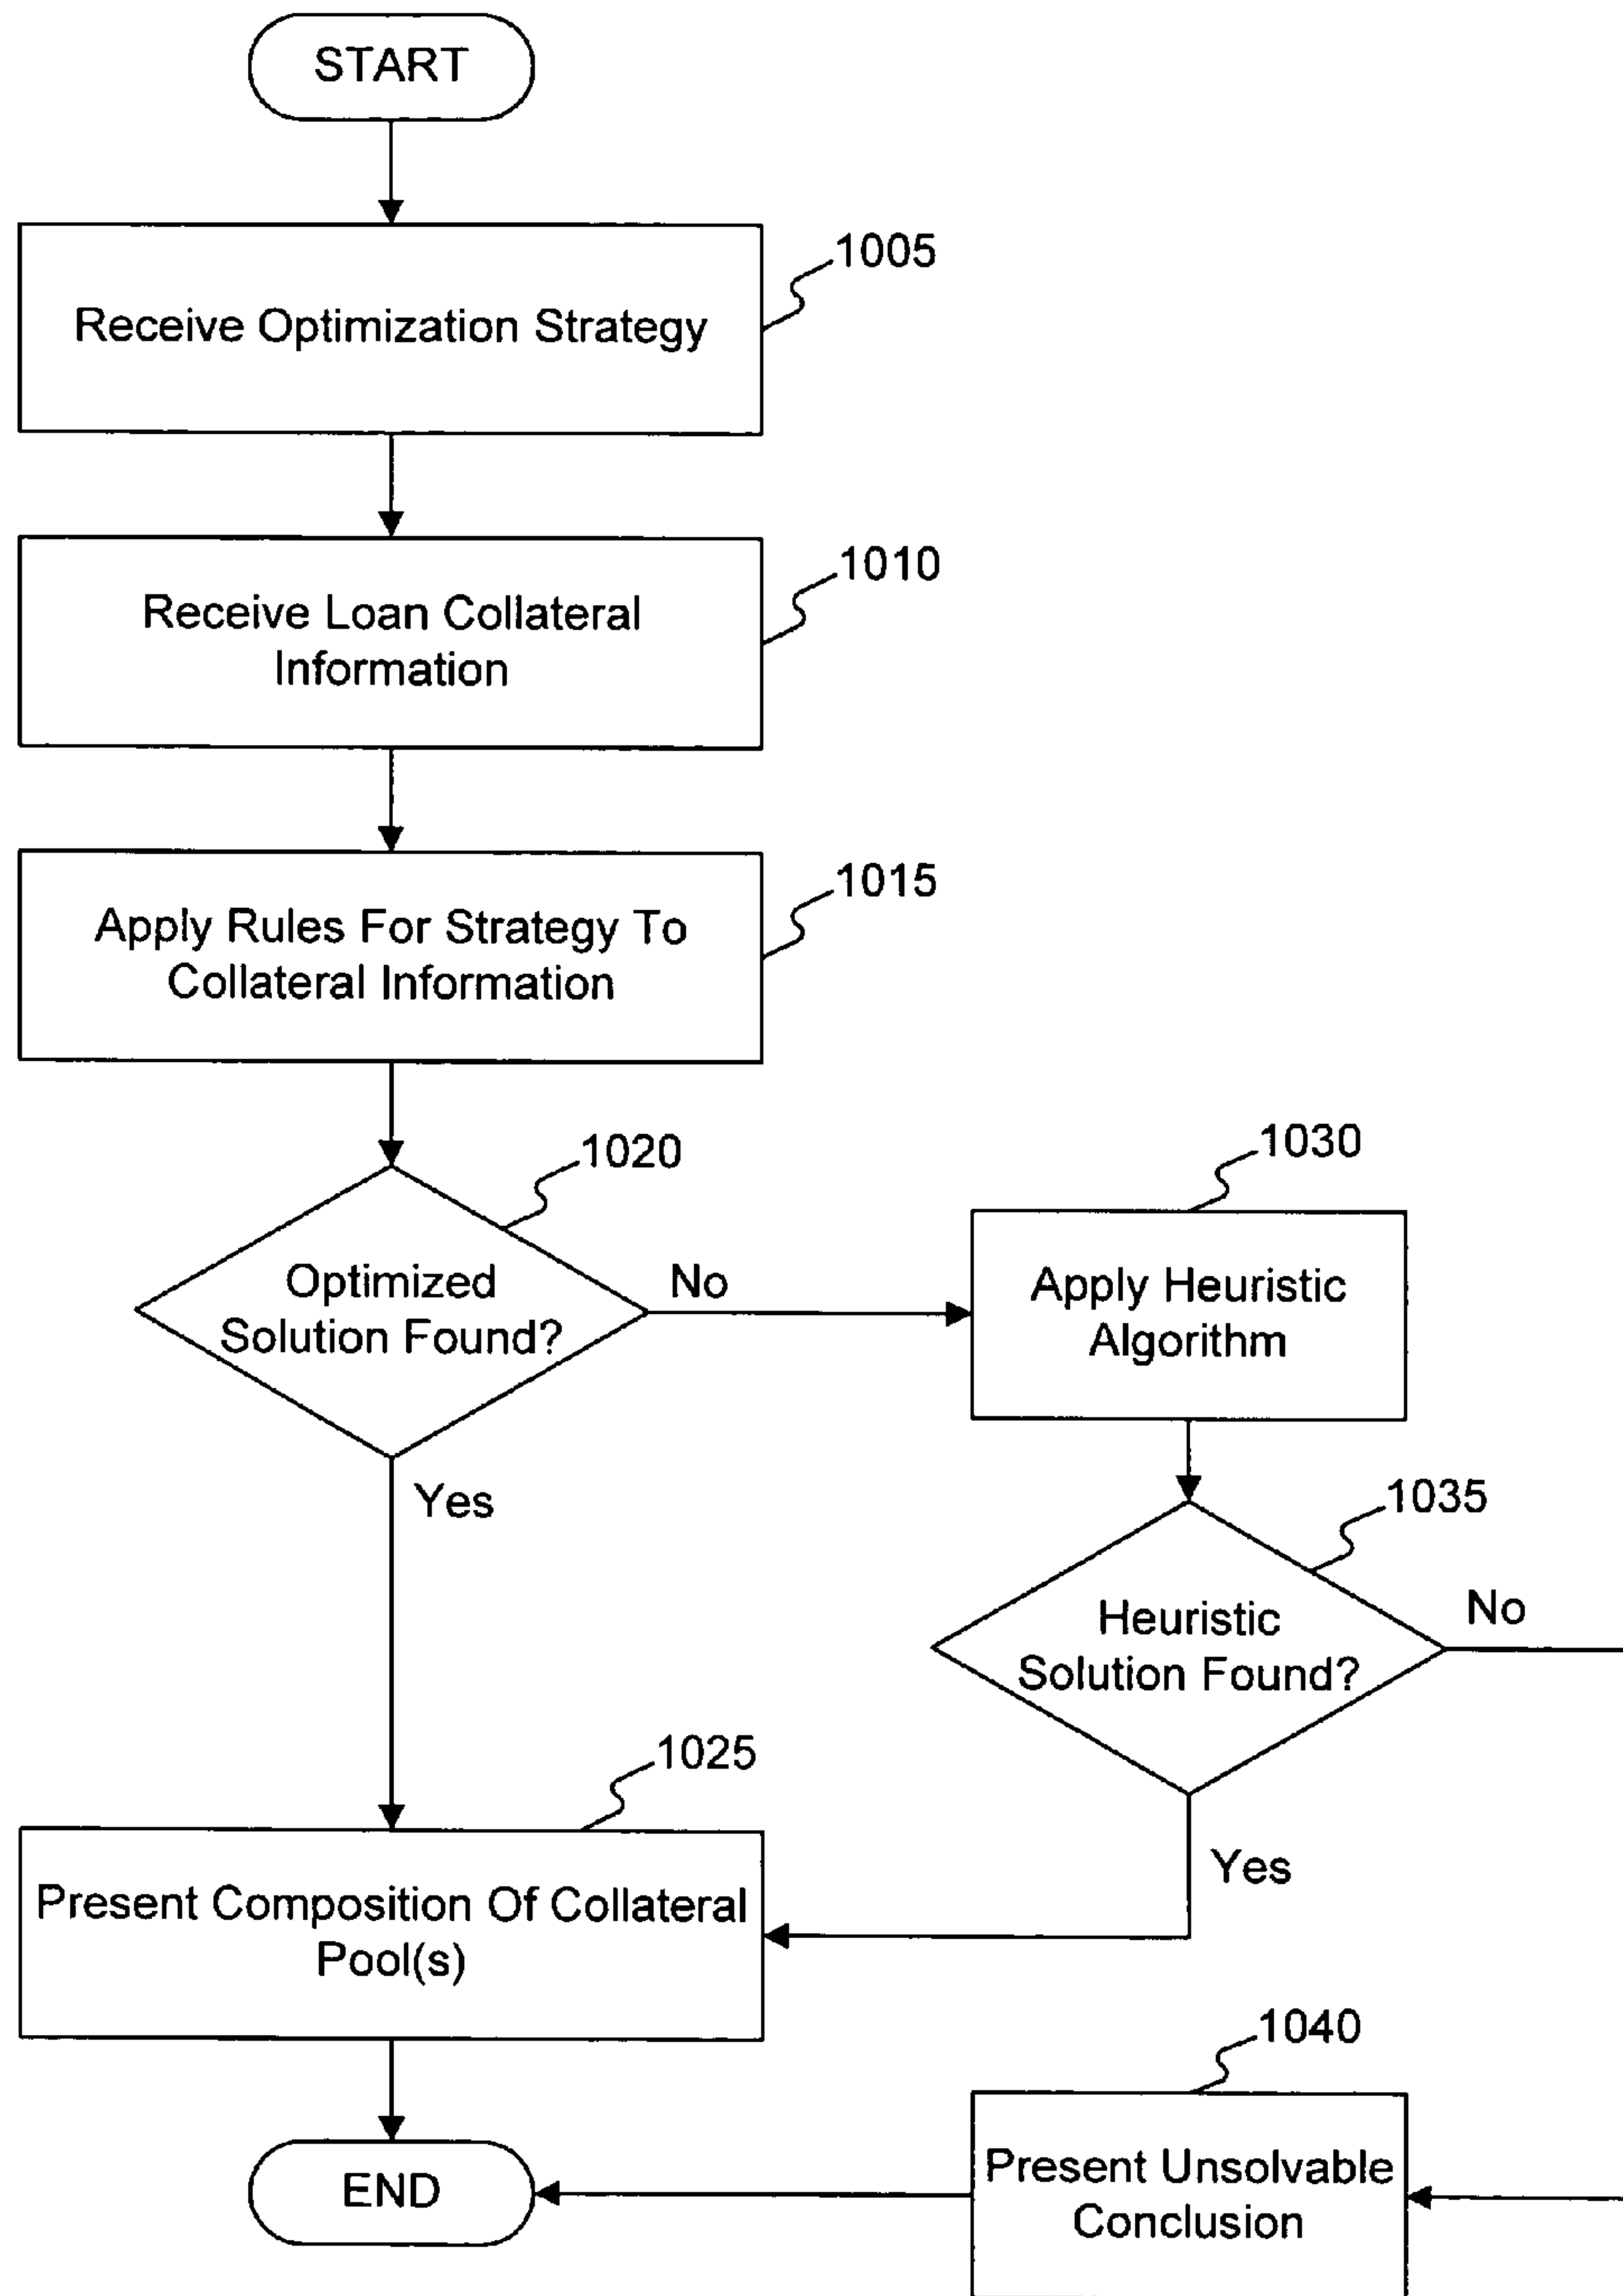 START
1005
Receive Optimization Strategy
1010
Receive Loan Collateral
Information
1015
Apply Rules For Strategy To
Collateral Information
1020
Optimized
Solution Found?
No
Yes
1030
Apply Heuristic
Algorithm
1035
Heuristic
Solution Found?
No
Yes
1025
Present Composition Of Collateral
Pool(s)
1040
Present Unsolvable
Conclusion
END